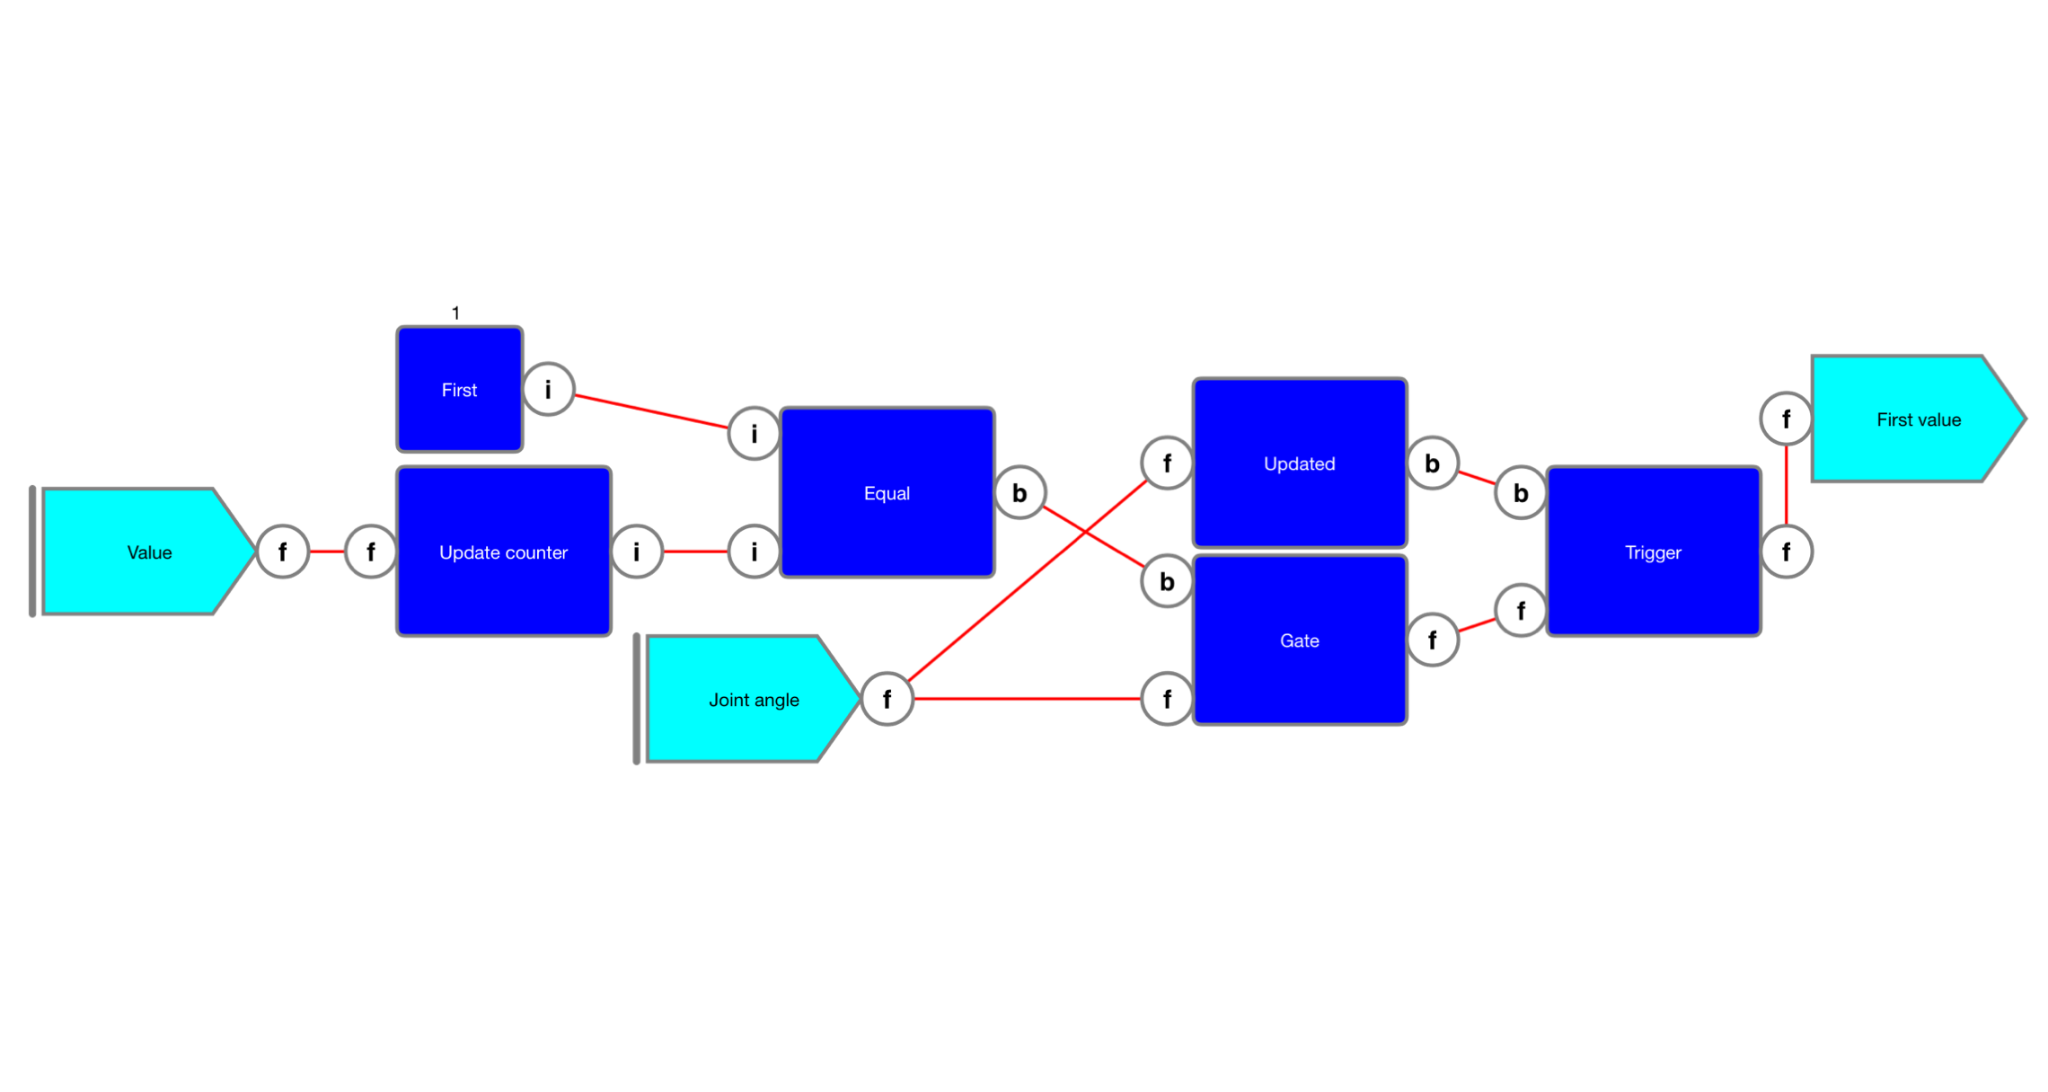 1
First
i
i
Value
f
f
Update counter
i
i
Equal
b
Joint angle
f
f
Updated
b
b
Gate
f
f
b
f
Trigger
f
f
First value